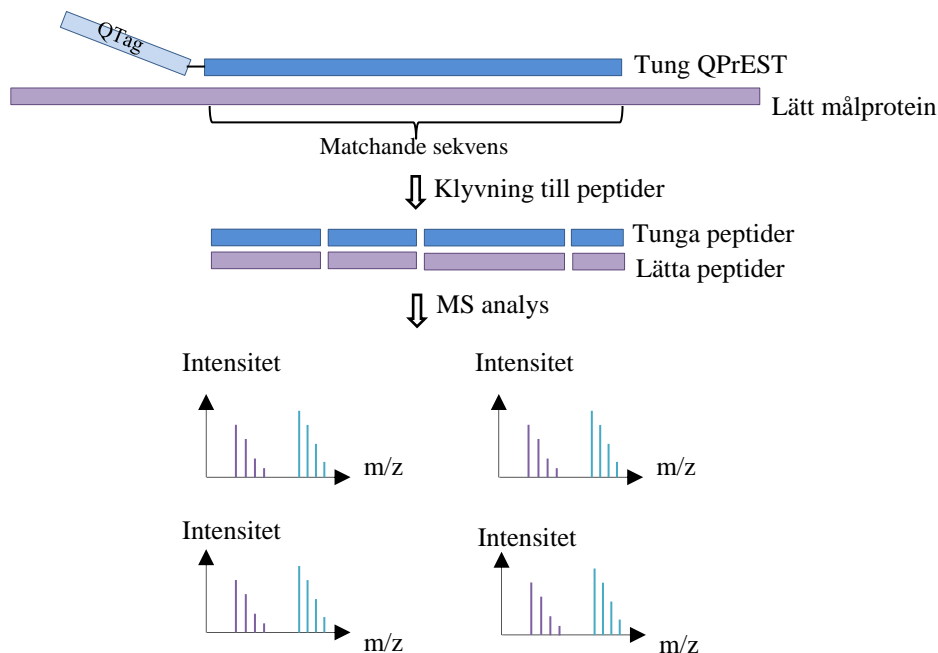 QTag
Tung QPrEST
Lätt målprotein
Matchande sekvens
Klyvning till peptider
Tunga peptider
Lätta peptider
MS analys
Intensitet
Intensitet
m/z
m/z
Intensitet
Intensitet
m/z
m/z